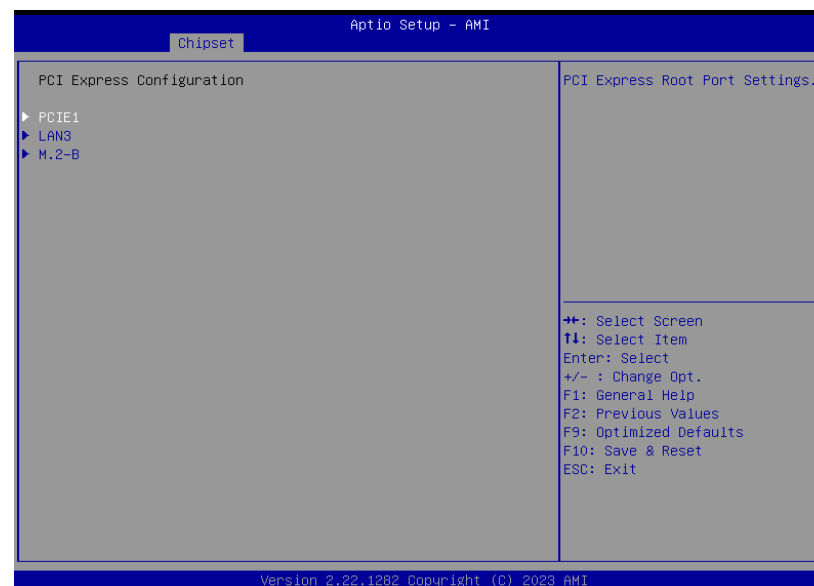 Aptio Setup – AMI
Chipset
PCI Express Configuration
PCIE1
LAN3
M.2-B
PCI Express Root Port Settings.
→←: Select Screen
↑↓: Select Item
Enter: Select
+/- : Change Opt.
F1: General Help
F2: Previous Values
F9: Optimized Defaults
F10: Save & Reset
ESC: Exit
Version 2.22.1282 Copyright (C) 2023 AMI